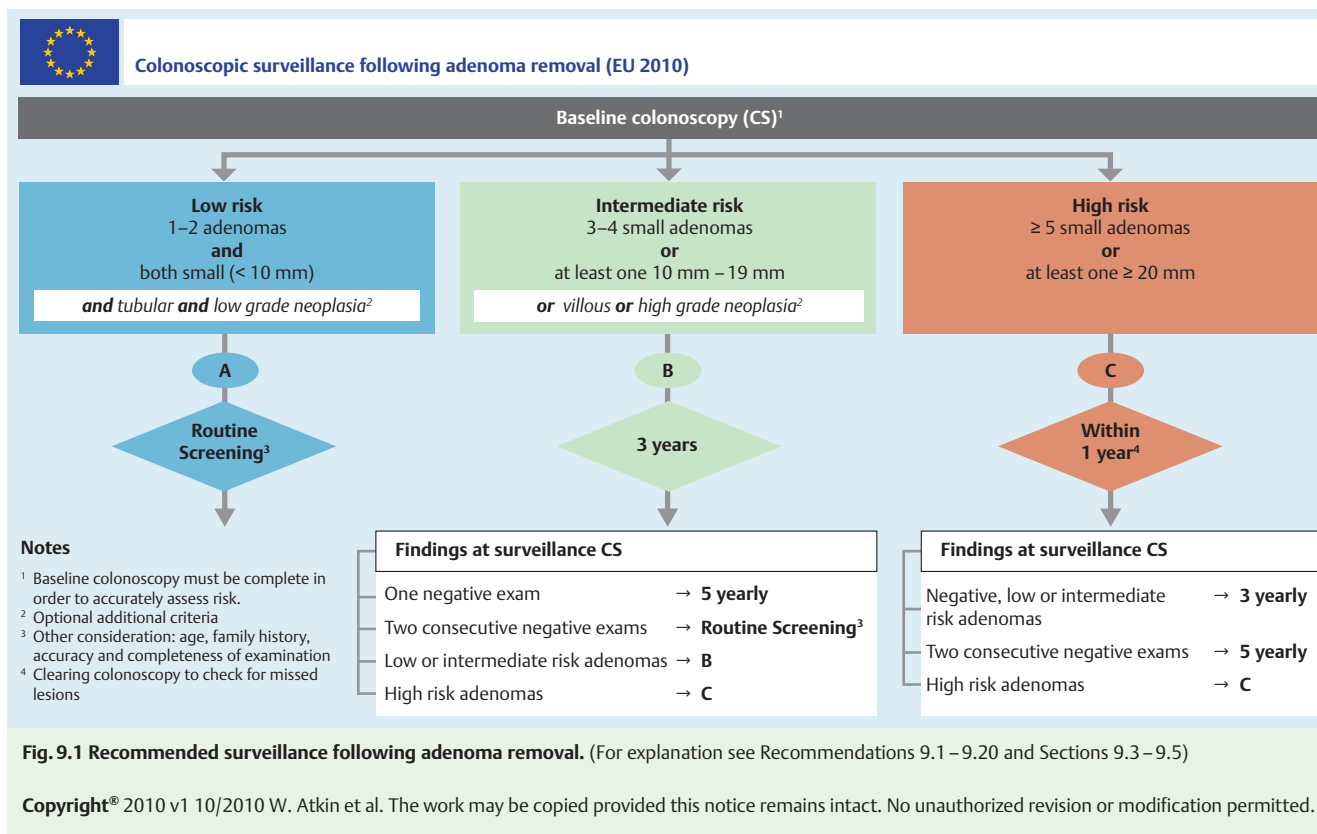 Colonoscopic surveillance following adenoma removal (EU 2010)
Baseline colonoscopy (CS)¹
Low risk
1–2 adenomas
and
both small (< 10 mm)
and tubular and low grade neoplasia²
A
Routine
Screening³
Intermediate risk
3–4 small adenomas
or
at least one 10 mm – 19 mm
or villous or high grade neoplasia²
B
3 years
High risk
≥ 5 small adenomas
or
at least one ≥ 20 mm
C
Within
1 year⁴
Notes
¹ Baseline colonoscopy must be complete in
order to accurately assess risk.
² Optional additional criteria
³ Other consideration: age, family history,
accuracy and completeness of examination
⁴ Clearing colonoscopy to check for missed
lesions
Findings at surveillance CS
One negative exam → 5 yearly
Two consecutive negative exams → Routine Screening³
Low or intermediate risk adenomas → B
High risk adenomas → C
Findings at surveillance CS
Negative, low or intermediate → 3 yearly
risk adenomas
Two consecutive negative exams → 5 yearly
High risk adenomas → C
Fig. 9.1 Recommended surveillance following adenoma removal. (For explanation see Recommendations 9.1 – 9.20 and Sections 9.3 – 9.5)
Copyright® 2010 v1 10/2010 W. Atkin et al. The work may be copied provided this notice remains intact. No unauthorized revision or modification permitted.